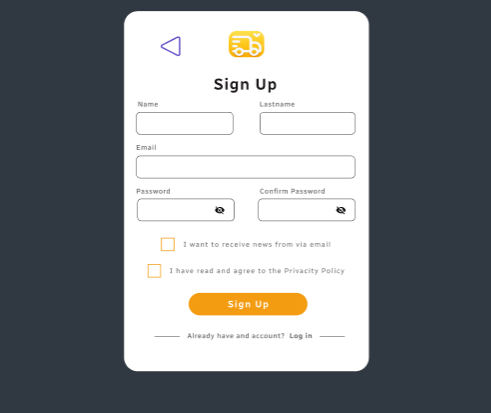 Sign Up
Name Lastname
Email
Password Confirm Password
I want to receive news from via email
I have read and agree to the Privacity Policy
Sign Up
Already have and account? Log in